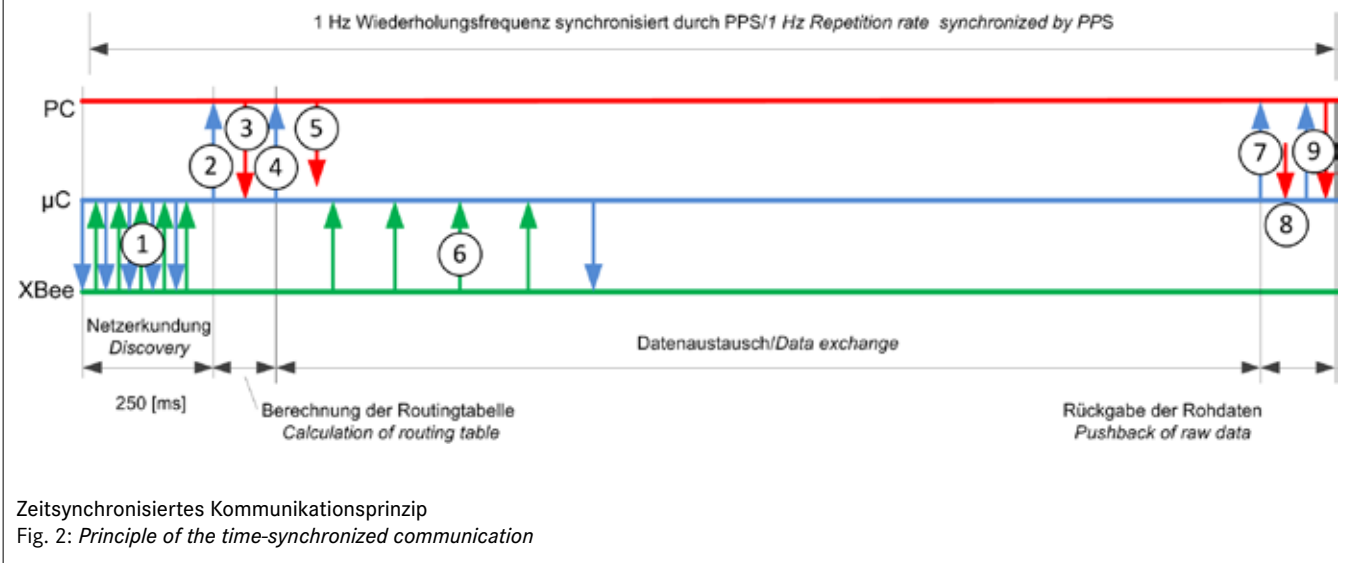 1 Hz Wiederholungsfrequenz synchronisiert durch PPS/1 Hz Repetition rate synchronized by PPS
PC
3
5
2
4
7
9
µC
1
6
8
XBee
Netzerkundung
Discovery
Datenaustausch/Data exchange
250 [ms]
Berechnung der Routingtabelle
Calculation of routing table
Rückgabe der Rohdaten
Pushback of raw data
Zeitsynchronisiertes Kommunikationsprinzip
Fig. 2: Principle of the time-synchronized communication